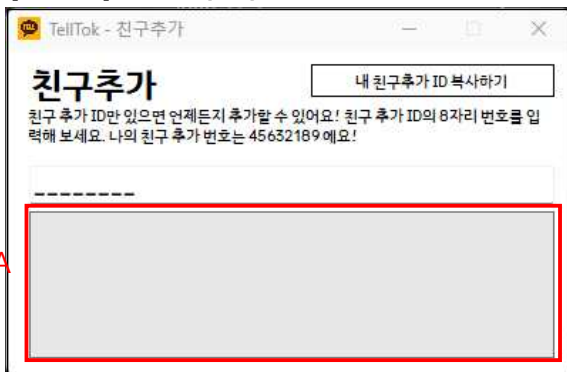 TellTok - 친구추가
친구추가
내 친구추가 ID 복사하기
친구 추가 ID만 있으면 언제든지 추가할 수 있어요! 친구 추가 ID의 8자리 번호를 입
력해 보세요. 나의 친구 추가 번호는 45632189 에요!
________
A